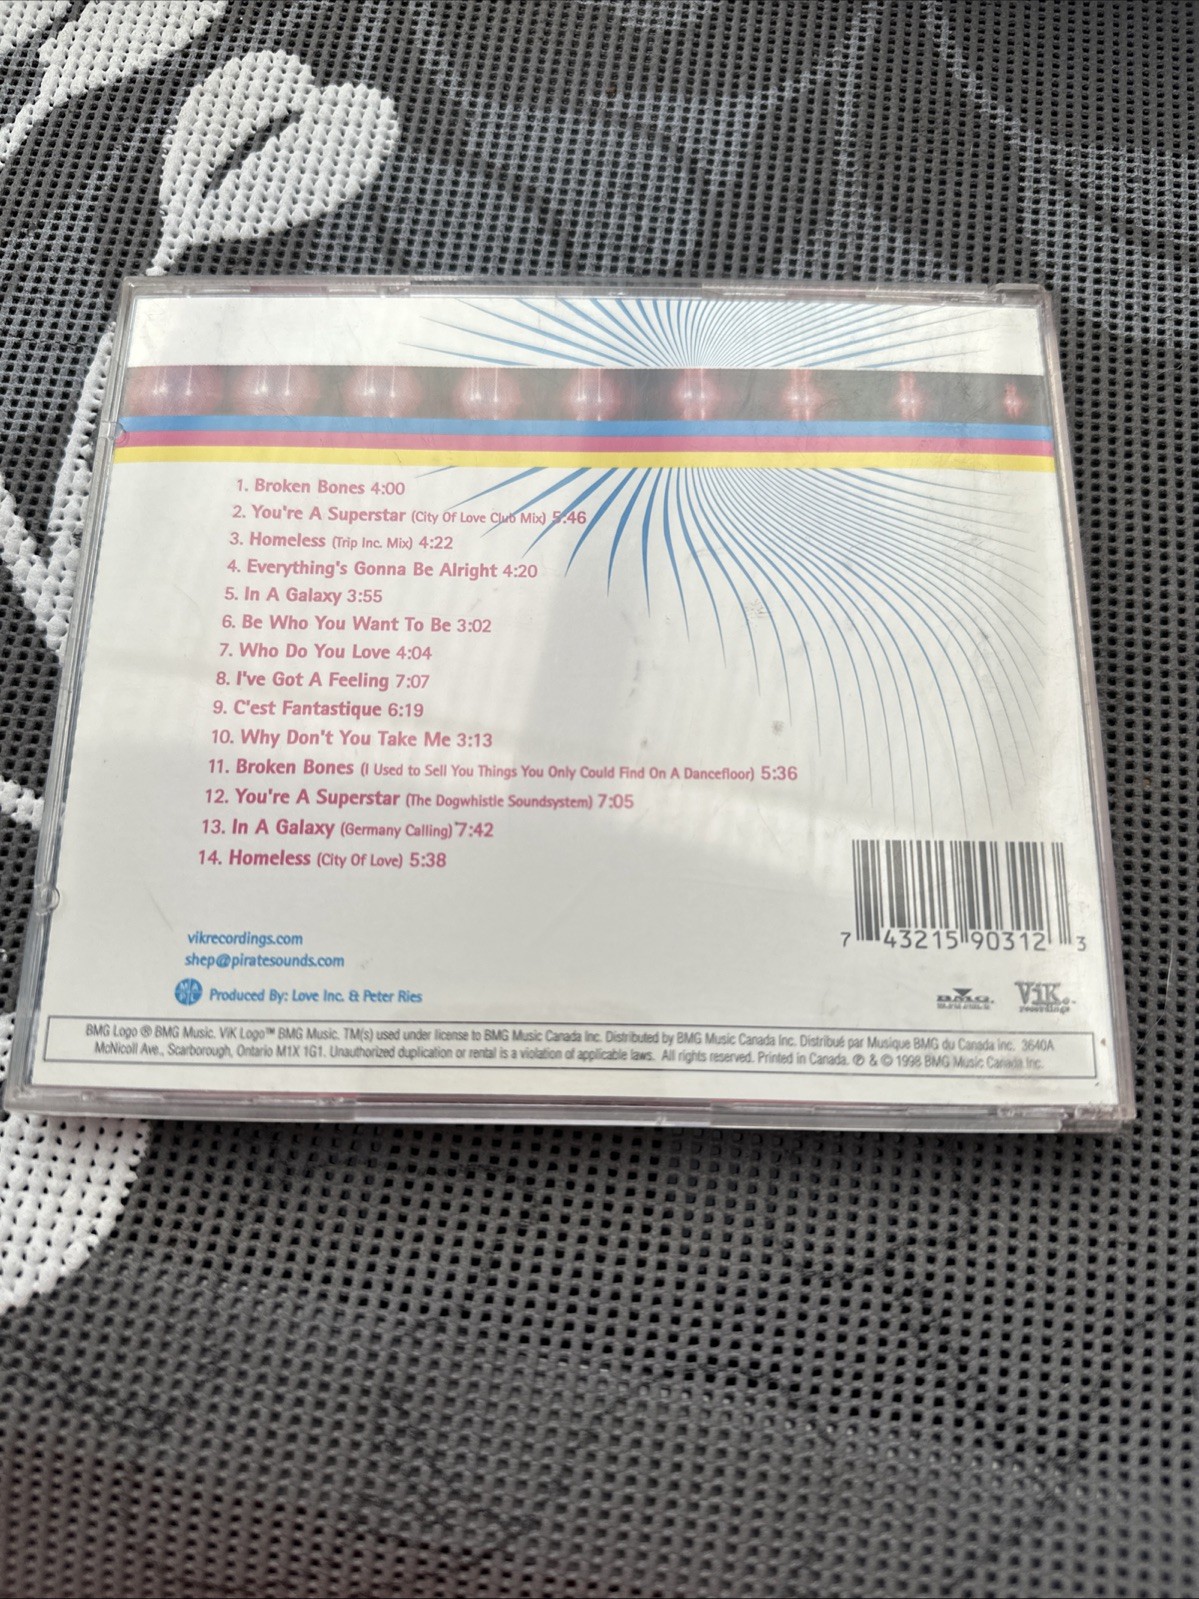 1. Broken Bones 4:00
2. You're A Superstar (City Of Love Club Mix) 5:46
3. Homeless (Trip Inc. Mix) 4:22
4. Everything's Gonna Be Alright 4:20
5. In A Galaxy 3:55
6. Be Who You Want To Be 3:02
7. Who Do You Love 4:04
8. I've Got A Feeling 7:07
9. C'est Fantastique 6:19
10. Why Don't You Take Me 3:13
11. Broken Bones (I Used to Sell You Things You Only Could Find On A Dancefloor) 5:36
12. You're A Superstar (The Dogwhistle Soundsystem) 7:05
13. In A Galaxy (Germany Calling) 7:42
14. Homeless (City Of Love) 5:38
7 43215 90312 3
vikrecordings.com
shep@piratesounds.com
MAPL Produced By: Love Inc. & Peter Ries
BMG
ViK. recordings
BMG Logo ® BMG Music. ViK Logo™ BMG Music. TM(s) used under license to BMG Music Canada Inc. Distributed by BMG Music Canada Inc. Distribué par Musique BMG du Canada Inc. 3640A
McNicoll Ave., Scarborough, Ontario M1X 1G1. Unauthorized duplication or rental is a violation of applicable laws. All rights reserved. Printed in Canada. ℗ & © 1998 BMG Music Canada Inc.